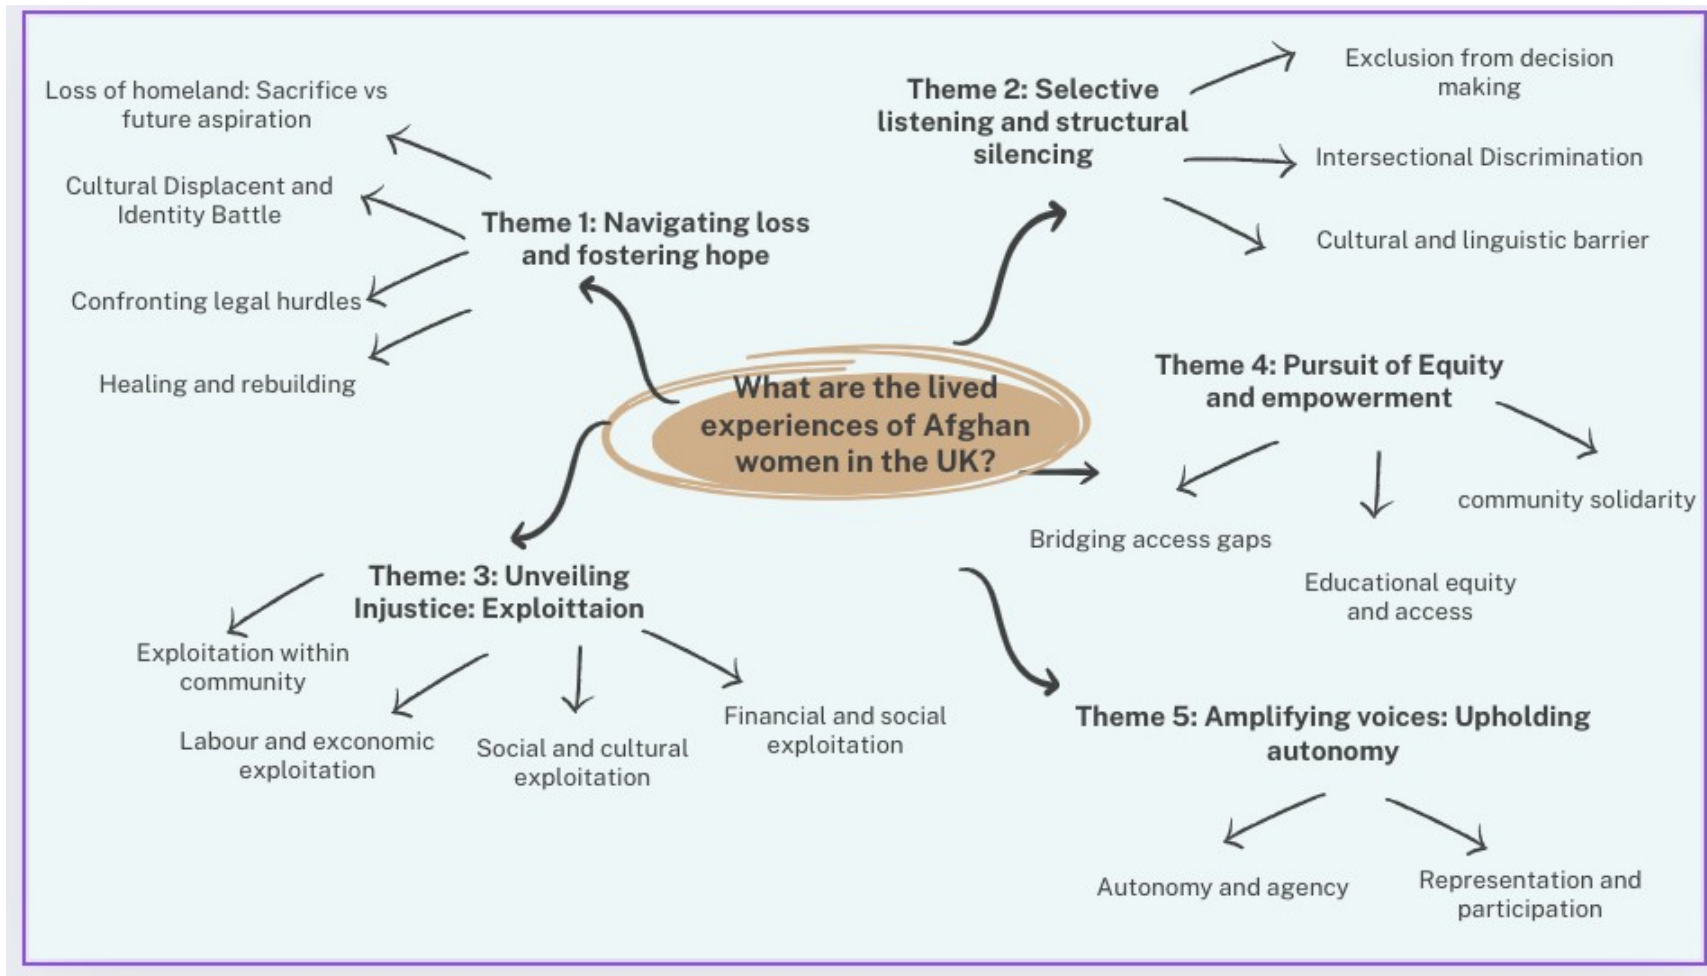 What are the lived
experiences of Afghan
women in the UK?
Theme 1: Navigating loss
and fostering hope
Loss of homeland: Sacrifice vs
future aspiration
Cultural Displacent and
Identity Battle
Confronting legal hurdles
Healing and rebuilding
Theme 2: Selective
listening and structural
silencing
Exclusion from decision
making
Intersectional Discrimination
Cultural and linguistic barrier
Theme: 3: Unveiling
Injustice: Exploittaion
Exploitation within
community
Labour and exconomic
exploitation
Social and cultural
exploitation
Financial and social
exploitation
Theme 4: Pursuit of Equity
and empowerment
Bridging access gaps
Educational equity
and access
community solidarity
Theme 5: Amplifying voices: Upholding
autonomy
Autonomy and agency
Representation and
participation